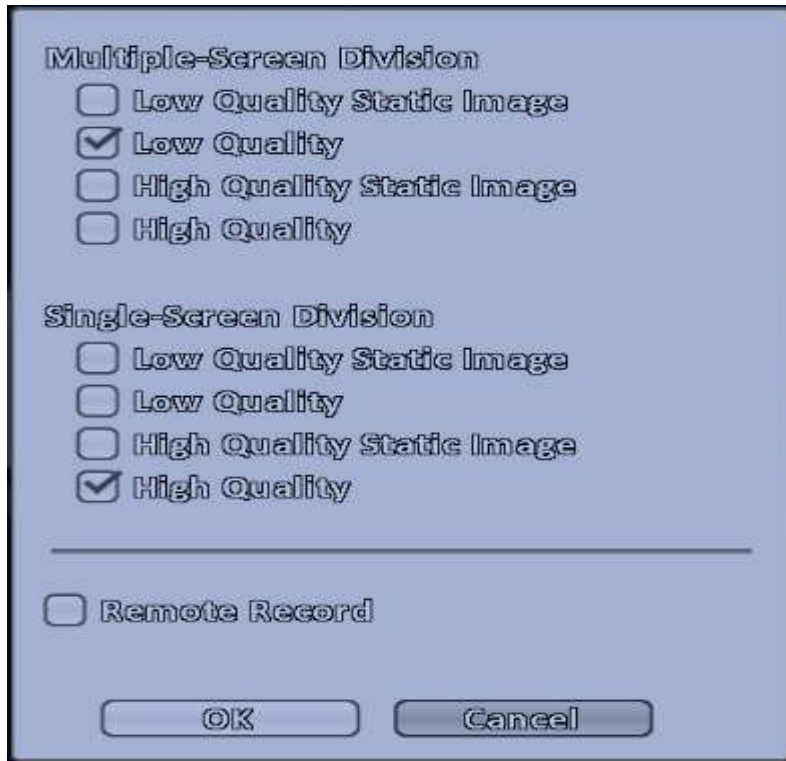 Multiple-Screen Division
Low Quality Static Image
Low Quality
High Quality Static Image
High Quality
Single-Screen Division
Low Quality Static Image
Low Quality
High Quality Static Image
High Quality
Remote Record
OK Cancel